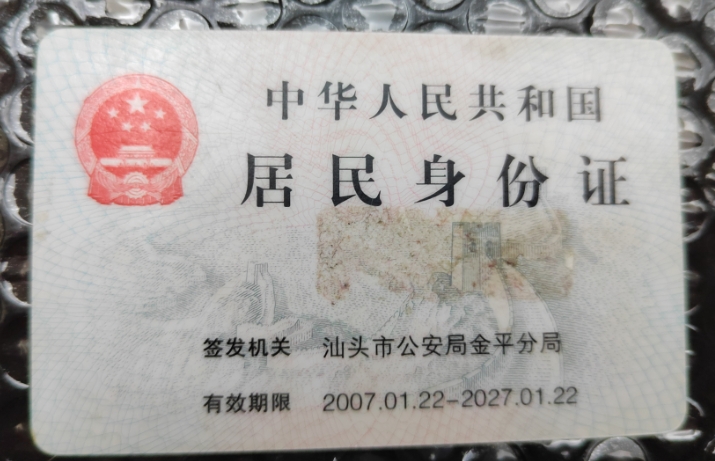 中华人民共和国
居民身份证
签发机关 汕头市公安局金平分局
有效期限 2007.01.22-2027.01.22